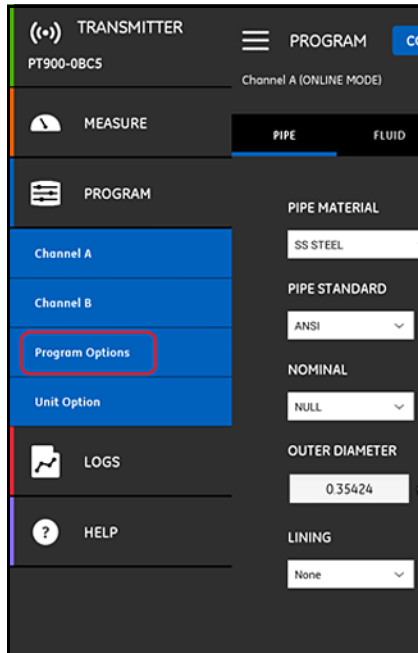 TRANSMITTER
PT900-0BC5
MEASURE
PROGRAM
Channel A
Channel B
Program Options
Unit Option
LOGS
? HELP
PROGRAM
Channel A (ONLINE MODE)
PIPE FLUID
PIPE MATERIAL
SS STEEL
PIPE STANDARD
ANSI
NOMINAL
NULL
OUTER DIAMETER
0.35424
LINING
None